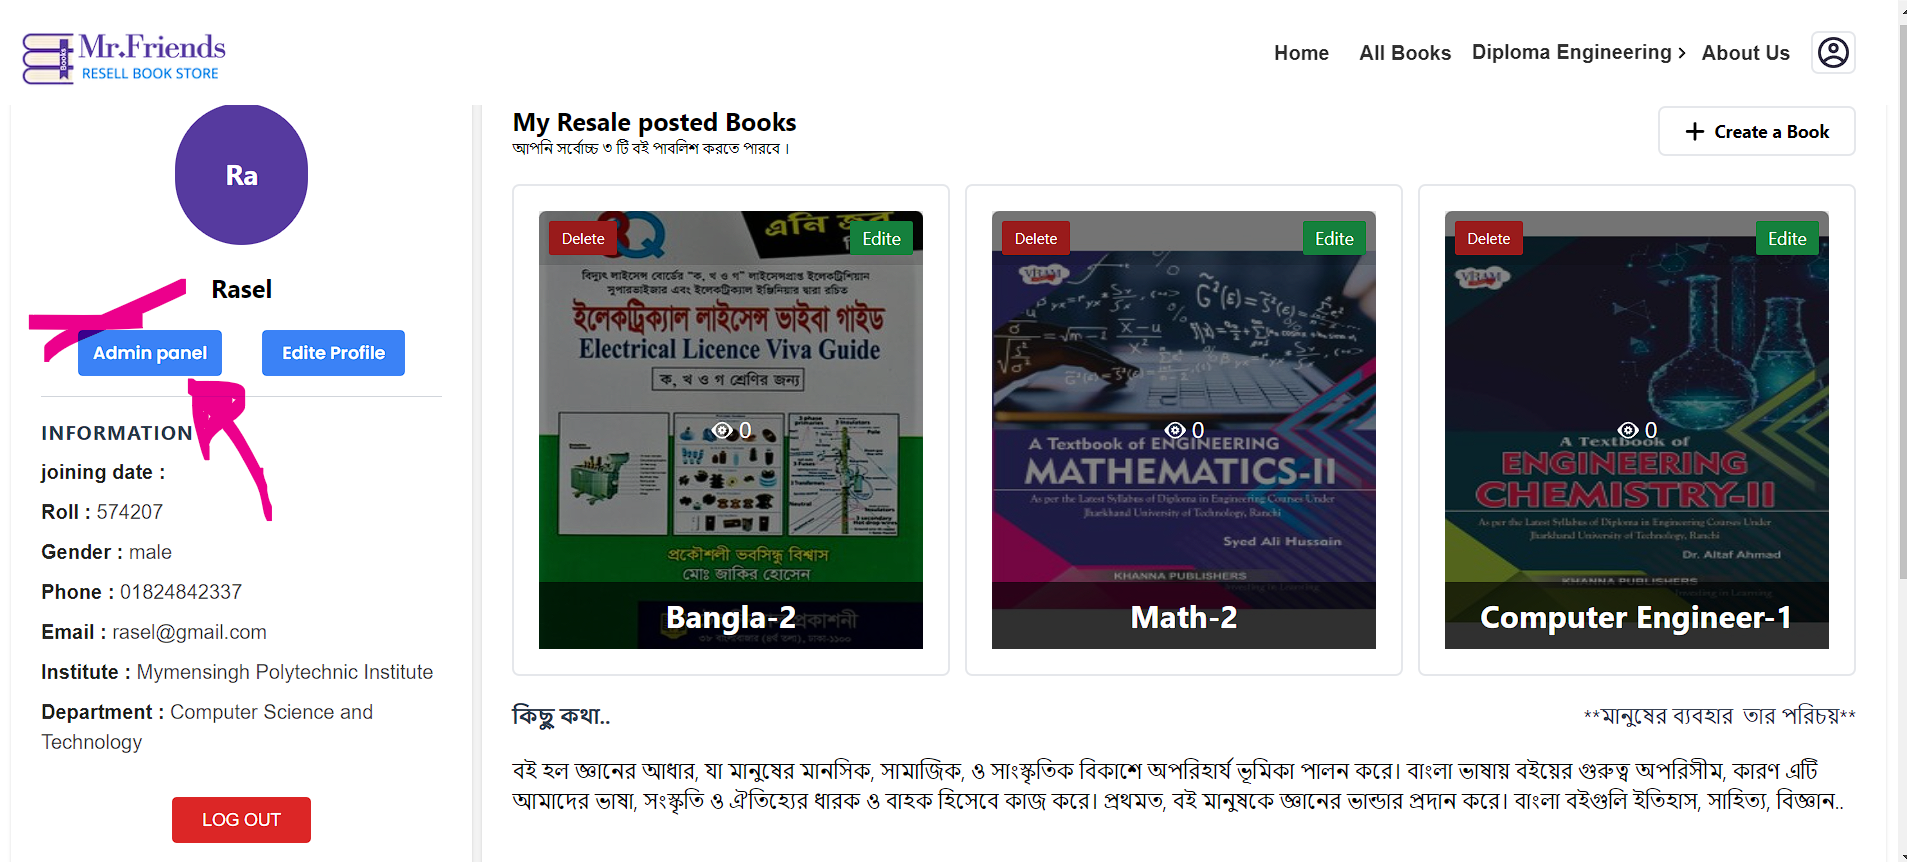 Mr.Friends
RESELL BOOK STORE
Books
Home
All Books
Diploma Engineering
About Us
Ra
Rasel
Admin panel
Edite Profile
INFORMATION
joining date :
Roll : 574207
Gender : male
Phone : 01824842337
Email : rasel@gmail.com
Institute : Mymensingh Polytechnic Institute
Department : Computer Science and
Technology
LOG OUT
My Resale posted Books
আপনি সর্বোচ্চ ৩ টি বই পাবলিশ করতে পারবে ।
Create a Book
Delete
Edite
বিদ্যুৎ লাইসেন্স বোর্ডের "ক, খ ও গ" লাইসেন্সপ্রাপ্ত ইলেকট্রিশিয়ান
সুপারভাইজার এবং ইলেকট্রিক্যাল ইঞ্জিনিয়ার দ্বারা রচিত
ইলেকট্রিক্যাল লাইসেন্স ভাইবা গাইড
Electrical Licence Viva Guide
ক, খ ও গ শ্রেণির জন্য
0
প্রকৌশলী ভবসিন্ধু বিশ্বাস
মোঃ জাকির হোসেন
Bangla-2
Delete
Edite
0
A Textbook of ENGINEERING
MATHEMATICS-II
As per the Latest Syllabus of Diploma in Engineering Courses Under
Jharkhand University of Technology, Ranchi
Syed Ali Hussain
KHANNA PUBLISHERS
Investing in Learning
Math-2
Delete
Edite
0
A Textbook of
ENGINEERING
CHEMISTRY-II
As per the Latest Syllabus of Diploma in Engineering Courses Under
Jharkhand University of Technology, Ranchi
Dr. Altaf Ahmad
KHANNA PUBLISHERS
Investing in Learning
Computer Engineer-1
কিছু কথা..
**মানুষের ব্যবহার তার পরিচয়**
বই হল জ্ঞানের আধার, যা মানুষের মানসিক, সামাজিক, ও সাংস্কৃতিক বিকাশে অপরিহার্য ভূমিকা পালন করে। বাংলা ভাষায় বইয়ের গুরুত্ব অপরিসীম, কারণ এটি
আমাদের ভাষা, সংস্কৃতি ও ঐতিহ্যের ধারক ও বাহক হিসেবে কাজ করে। প্রথমত, বই মানুষকে জ্ঞানের ভান্ডার প্রদান করে। বাংলা বইগুলি ইতিহাস, সাহিত্য, বিজ্ঞান..